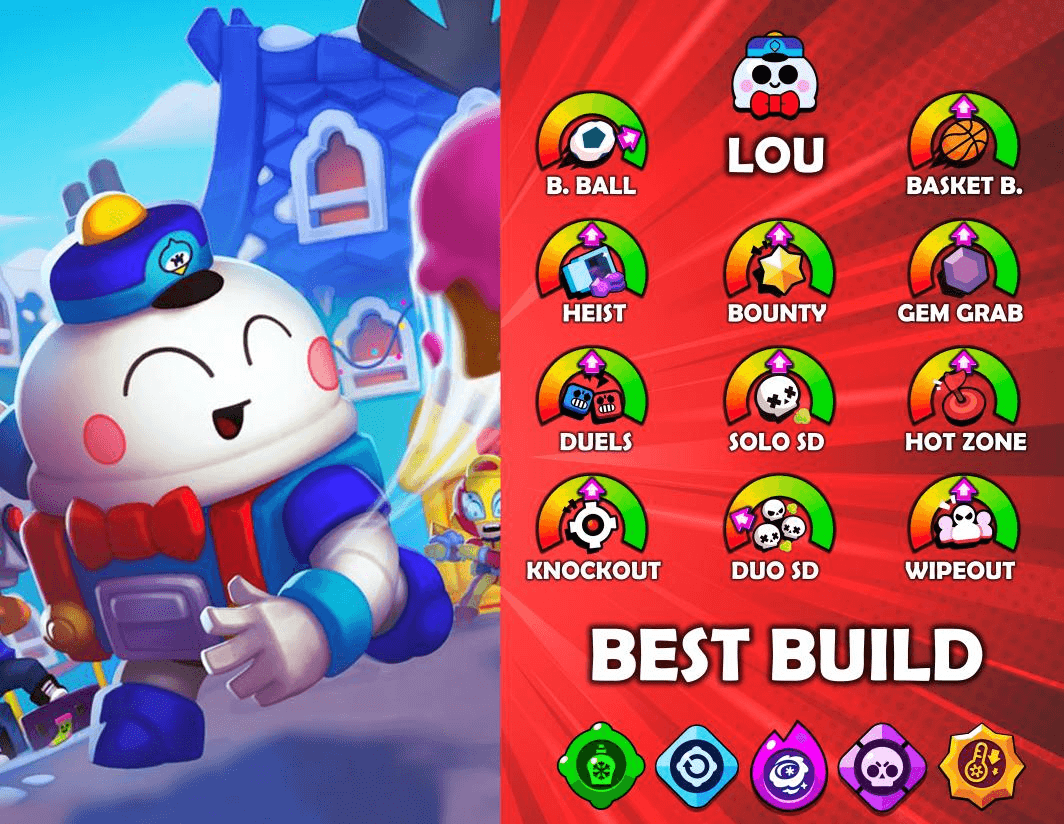 LOU
B. BALL
BASKET B.
HEIST
BOUNTY
GEM GRAB
DUELS
SOLO SD
HOT ZONE
KNOCKOUT
DUO SD
WIPEOUT
BEST BUILD